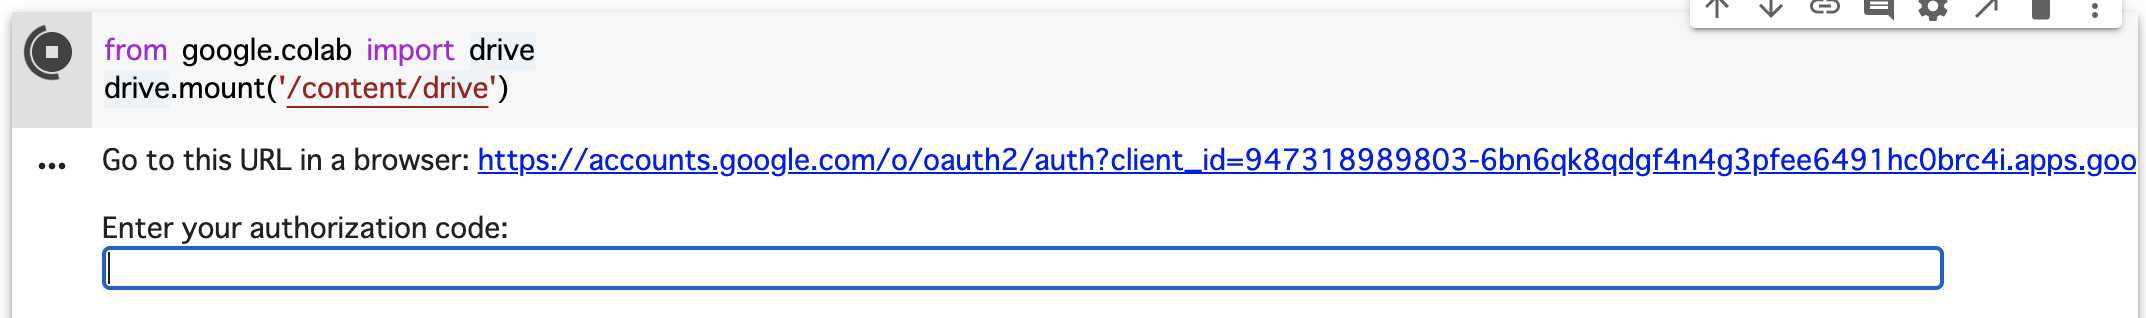 from google.colab import drive
drive.mount('/content/drive')
Go to this URL in a browser: https://accounts.google.com/o/oauth2/auth?client_id=947318989803-6bn6qk8qdgf4n4g3pfee6491hc0brc4i.apps.goo
Enter your authorization code: